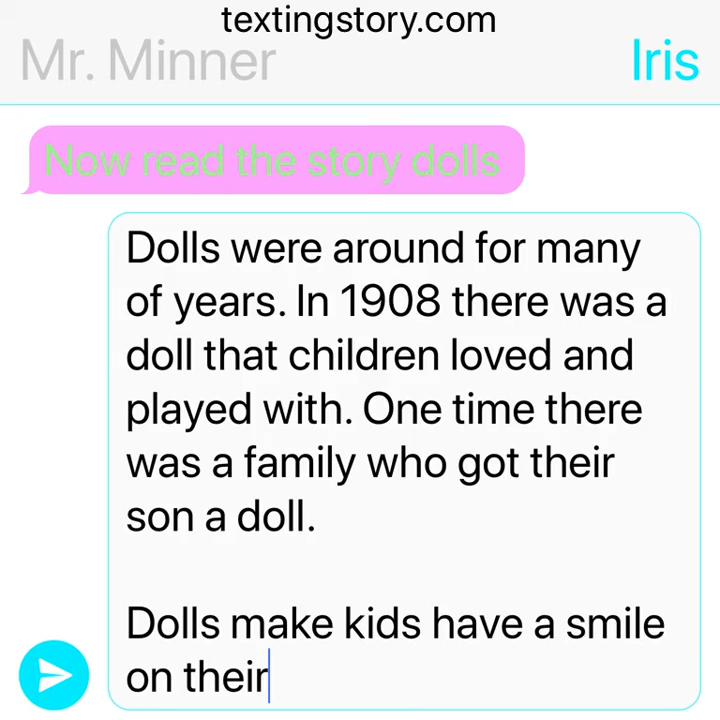 textingstory.com
Mr. Minner
Iris
Now read the story dolls
Dolls were around for many
of years. In 1908 there was a
doll that children loved and
played with. One time there
was a family who got their
son a doll.
Dolls make kids have a smile
on their